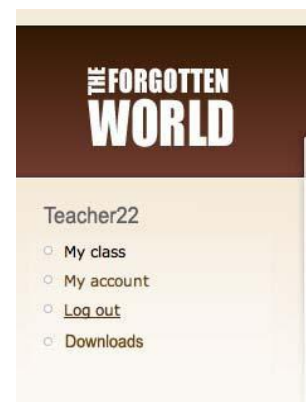 THE FORGOTTEN
WORLD
Teacher22
My class
My account
Log out
Downloads